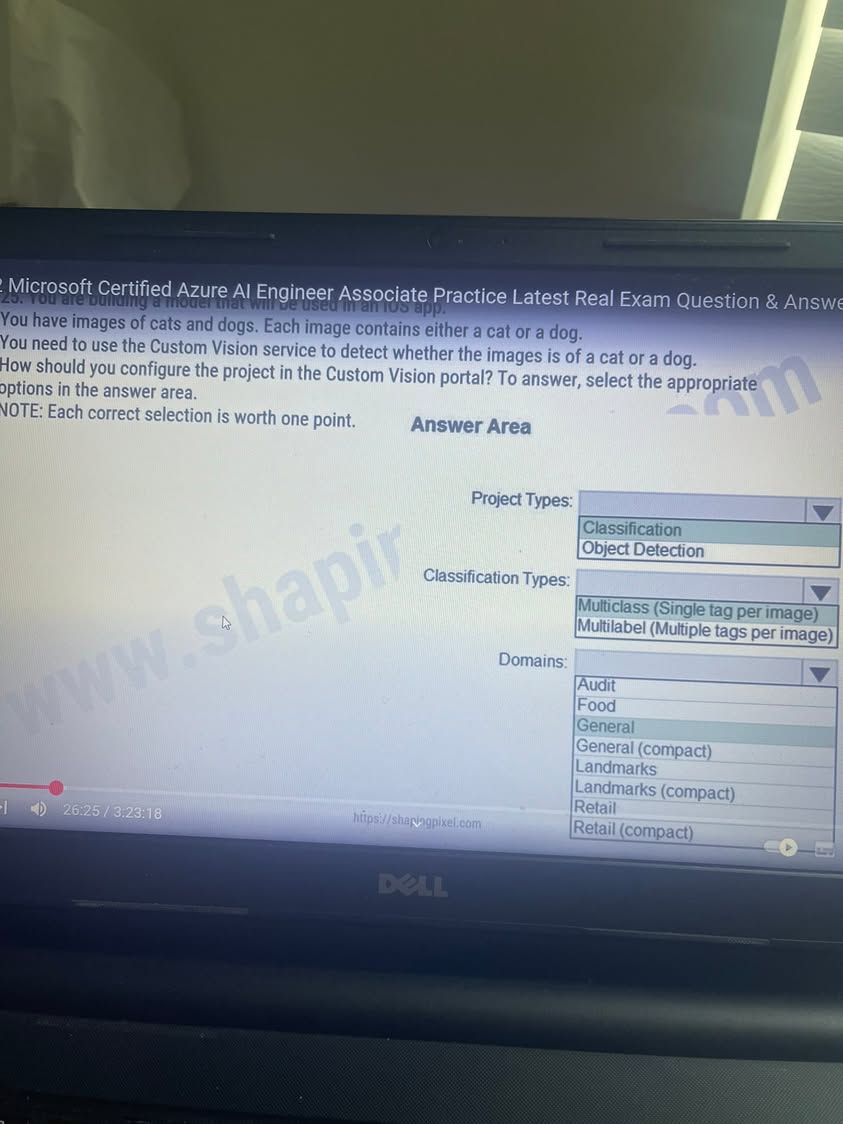 2 Microsoft Certified Azure AI Engineer Associate Practice Latest Real Exam Question & Answe
25. You are building a model that will be used in an iOS app.
You have images of cats and dogs. Each image contains either a cat or a dog.
You need to use the Custom Vision service to detect whether the images is of a cat or a dog.
How should you configure the project in the Custom Vision portal? To answer, select the appropriate
options in the answer area.
NOTE: Each correct selection is worth one point.
Answer Area
Project Types:
Classification
Object Detection
Classification Types:
Multiclass (Single tag per image)
Multilabel (Multiple tags per image)
Domains:
Audit
Food
General
General (compact)
Landmarks
Landmarks (compact)
Retail
Retail (compact)
www.shapir
.com
26:25 / 3:23:18
https://shapingpixel.com
DELL